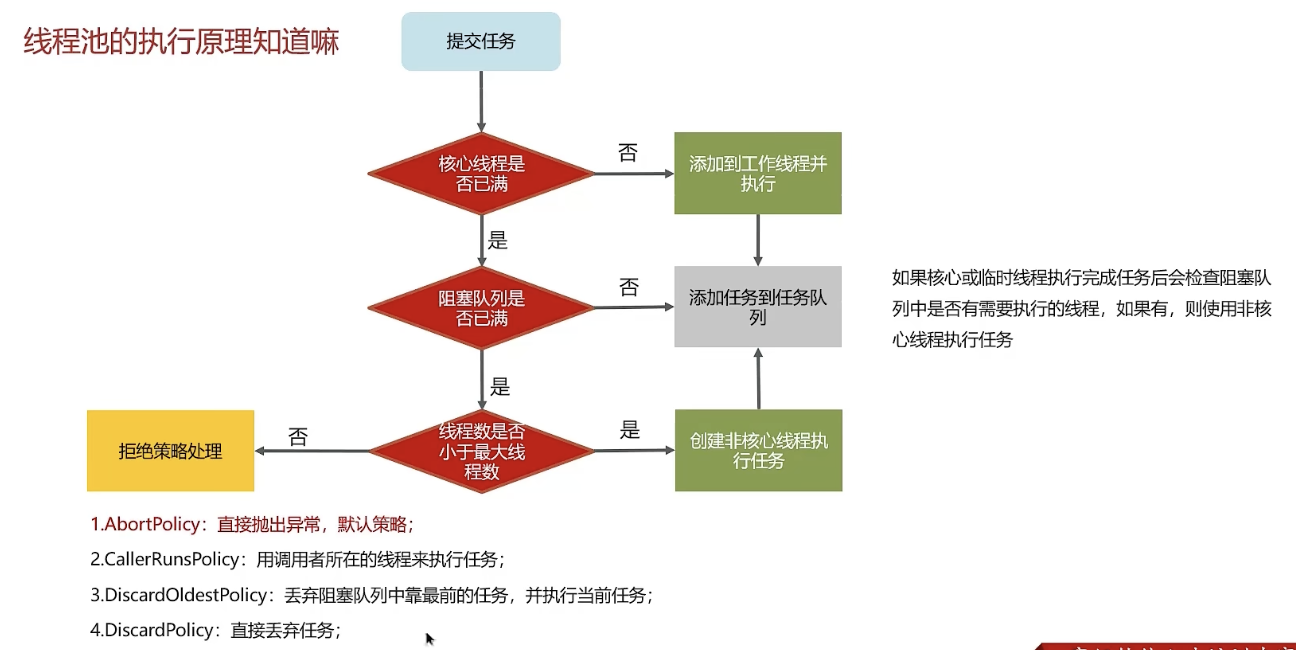 线程池的执行原理知道嘛
提交任务
核心线程是
否已满
否
添加到工作线程并
执行
是
阻塞队列是
否已满
否
添加任务到任务队
列
如果核心或临时线程执行完成任务后会检查阻塞队
列中是否有需要执行的线程，如果有，则使用非核
心线程执行任务
是
线程数是否
小于最大线
程数
否
拒绝策略处理
是
创建非核心线程执
行任务
1.AbortPolicy：直接抛出异常，默认策略；
2.CallerRunsPolicy：用调用者所在的线程来执行任务；
3.DiscardOldestPolicy：丢弃阻塞队列中靠最前的任务，并执行当前任务；
4.DiscardPolicy：直接丢弃任务；